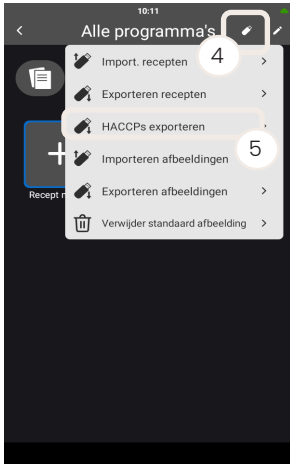 10:11
Alle programma's
4
Import. recepten
Exporteren recepten
HACCPs exporteren
5
Importeren afbeeldingen
Exporteren afbeeldingen
Verwijder standaard afbeelding
Recept